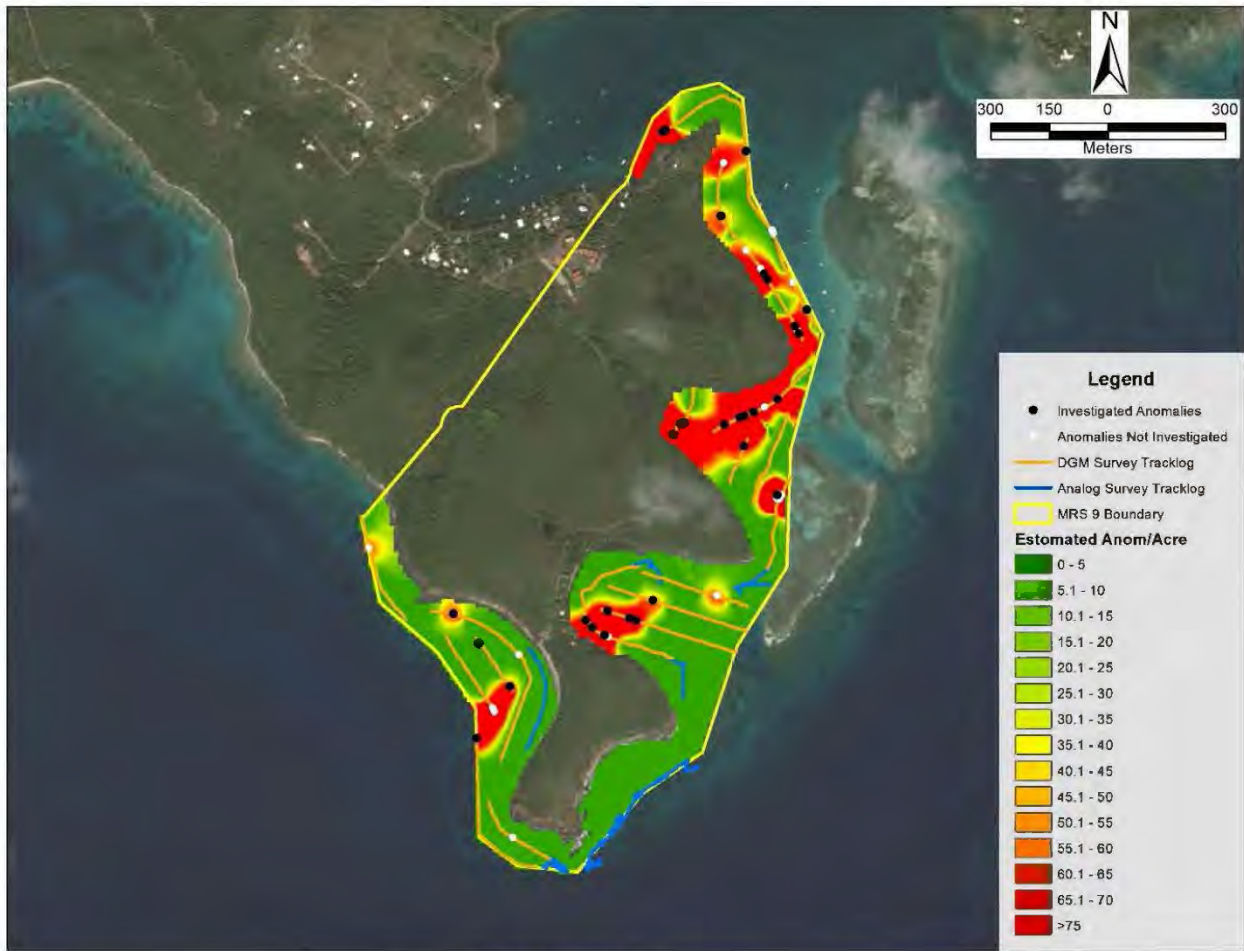 N
300 150 0 300
Meters
Legend
Investigated Anomalies
Anomalies Not Investigated
DGM Survey Tracklog
Analog Survey Tracklog
MRS 9 Boundary
Estomated Anom/Acre
0 - 5
5.1 - 10
10.1 - 15
15.1 - 20
20.1 - 25
25.1 - 30
30.1 - 35
35.1 - 40
40.1 - 45
45.1 - 50
50.1 - 55
55.1 - 60
60.1 - 65
65.1 - 70
>75